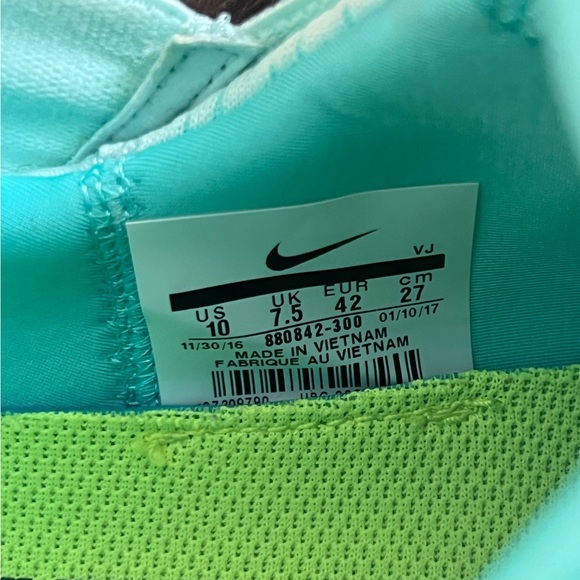 VJ
US UK EUR cm
10 7.5 42 27
11/30/16 880842-300 01/10/17
MADE IN VIETNAM
FABRIQUE AU VIETNAM